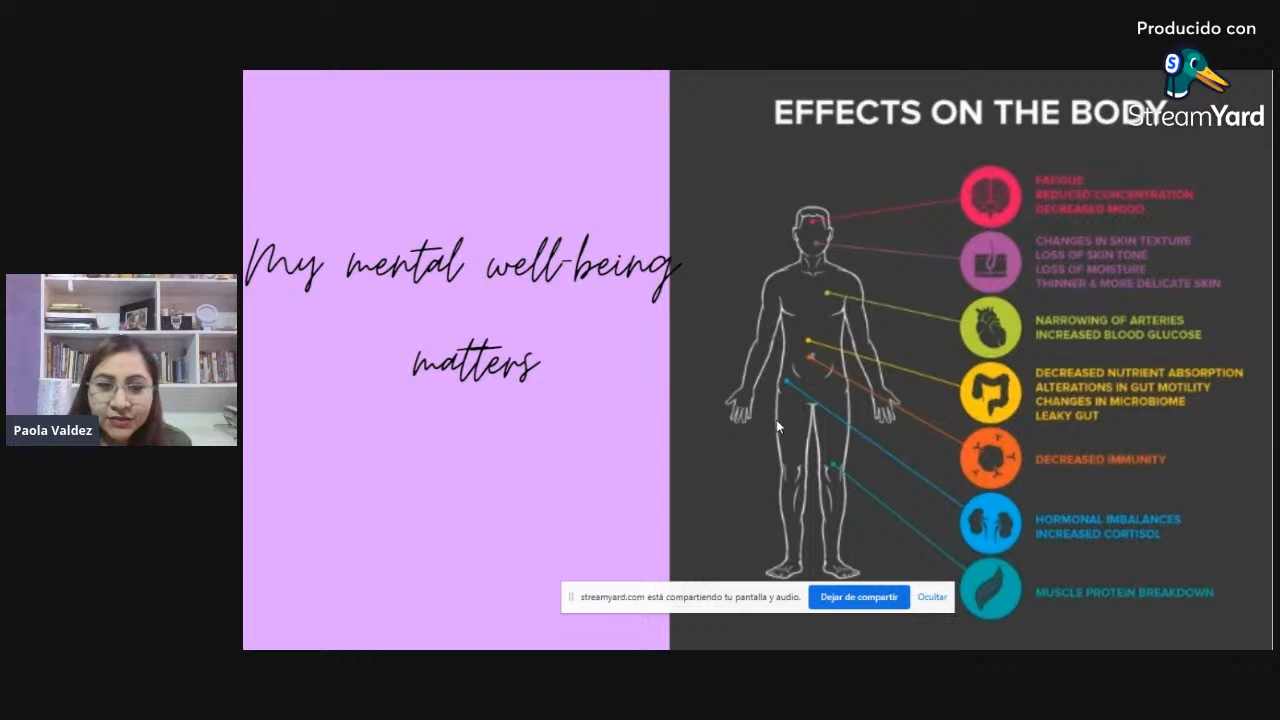 Producido con
StreamYard
EFFECTS ON THE BODY
My mental well-being
matters
FATIGUE
REDUCED CONCENTRATION
DECREASED MOOD
CHANGES IN SKIN TEXTURE
LOSS OF SKIN TONE
LOSS OF MOISTURE
THINNER & MORE DELICATE SKIN
NARROWING OF ARTERIES
INCREASED BLOOD GLUCOSE
DECREASED NUTRIENT ABSORPTION
ALTERATIONS IN GUT MOTILITY
CHANGES IN MICROBIOME
LEAKY GUT
DECREASED IMMUNITY
HORMONAL IMBALANCES
INCREASED CORTISOL
MUSCLE PROTEIN BREAKDOWN
Paola Valdez
streamyard.com está compartiendo tu pantalla y audio. Dejar de compartir Ocultar